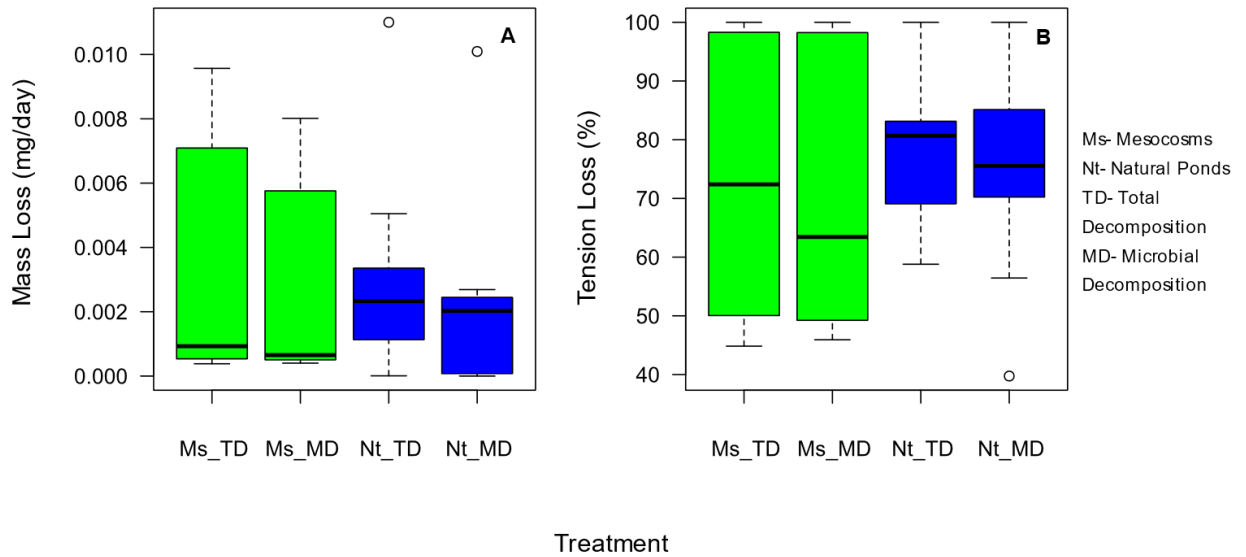 A
Mass Loss (mg/day)
0.010
0.008
0.006
0.004
0.002
0.000
Ms_TD Ms_MD Nt_TD Nt_MD
B
Tension Loss (%)
100
90
80
70
60
50
40
Ms_TD Ms_MD Nt_TD Nt_MD
Ms- Mesocosms
Nt- Natural Ponds
TD- Total
Decomposition
MD- Microbial
Decomposition
Treatment